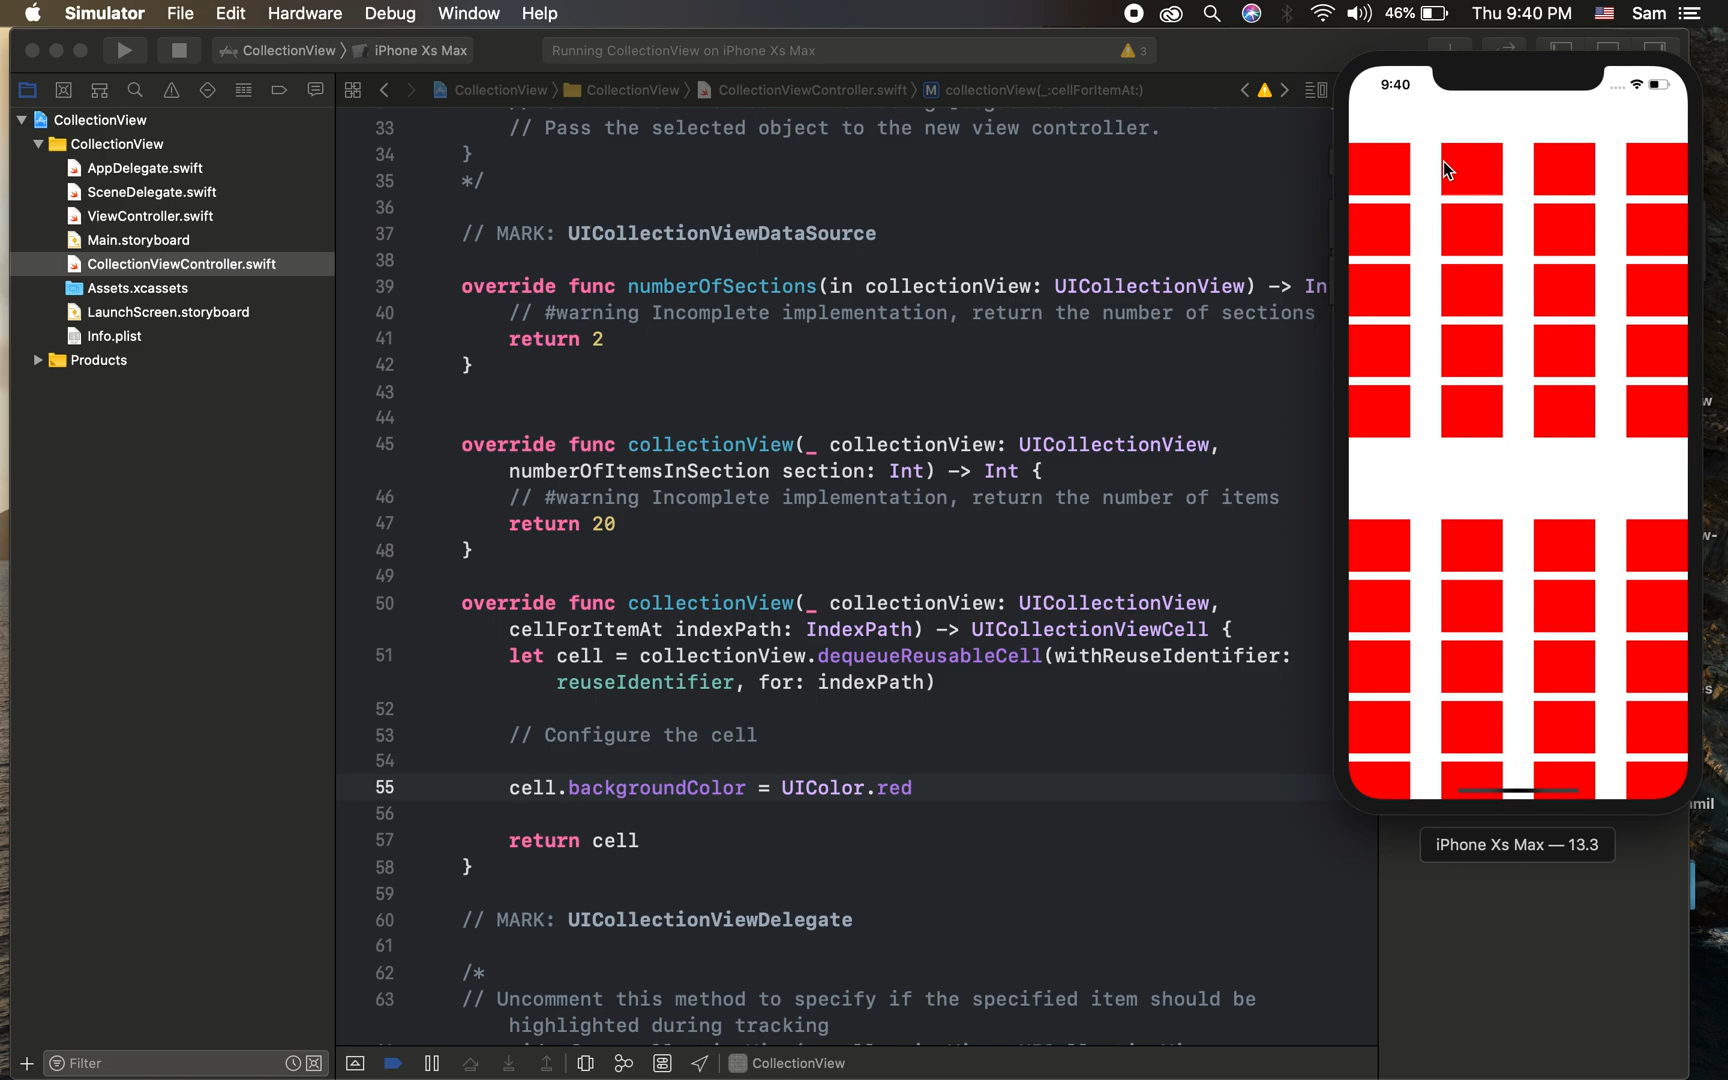 Simulator File Edit Hardware Debug Window Help 46% Thu 9:40 PM Sam
CollectionView iPhone Xs Max Running CollectionView on iPhone Xs Max 3
CollectionView CollectionView CollectionViewController.swift M collectionView(_:cellForItemAt:)
CollectionView
CollectionView
AppDelegate.swift
SceneDelegate.swift
ViewController.swift
Main.storyboard
CollectionViewController.swift
Assets.xcassets
LaunchScreen.storyboard
Info.plist
Products
Filter
33 // Pass the selected object to the new view controller.
34 }
35 */
36
37 // MARK: UICollectionViewDataSource
38
39 override func numberOfSections(in collectionView: UICollectionView) -> In
40 // #warning Incomplete implementation, return the number of sections
41 return 2
42 }
43
44
45 override func collectionView(_ collectionView: UICollectionView,
numberOfItemsInSection section: Int) -> Int {
46 // #warning Incomplete implementation, return the number of items
47 return 20
48 }
49
50 override func collectionView(_ collectionView: UICollectionView,
cellForItemAt indexPath: IndexPath) -> UICollectionViewCell {
51 let cell = collectionView.dequeueReusableCell(withReuseIdentifier:
reuseIdentifier, for: indexPath)
52
53 // Configure the cell
54
55 cell.backgroundColor = UIColor.red
56
57 return cell
58 }
59
60 // MARK: UICollectionViewDelegate
61
62 /*
63 // Uncomment this method to specify if the specified item should be
highlighted during tracking
CollectionView
9:40
iPhone Xs Max — 13.3